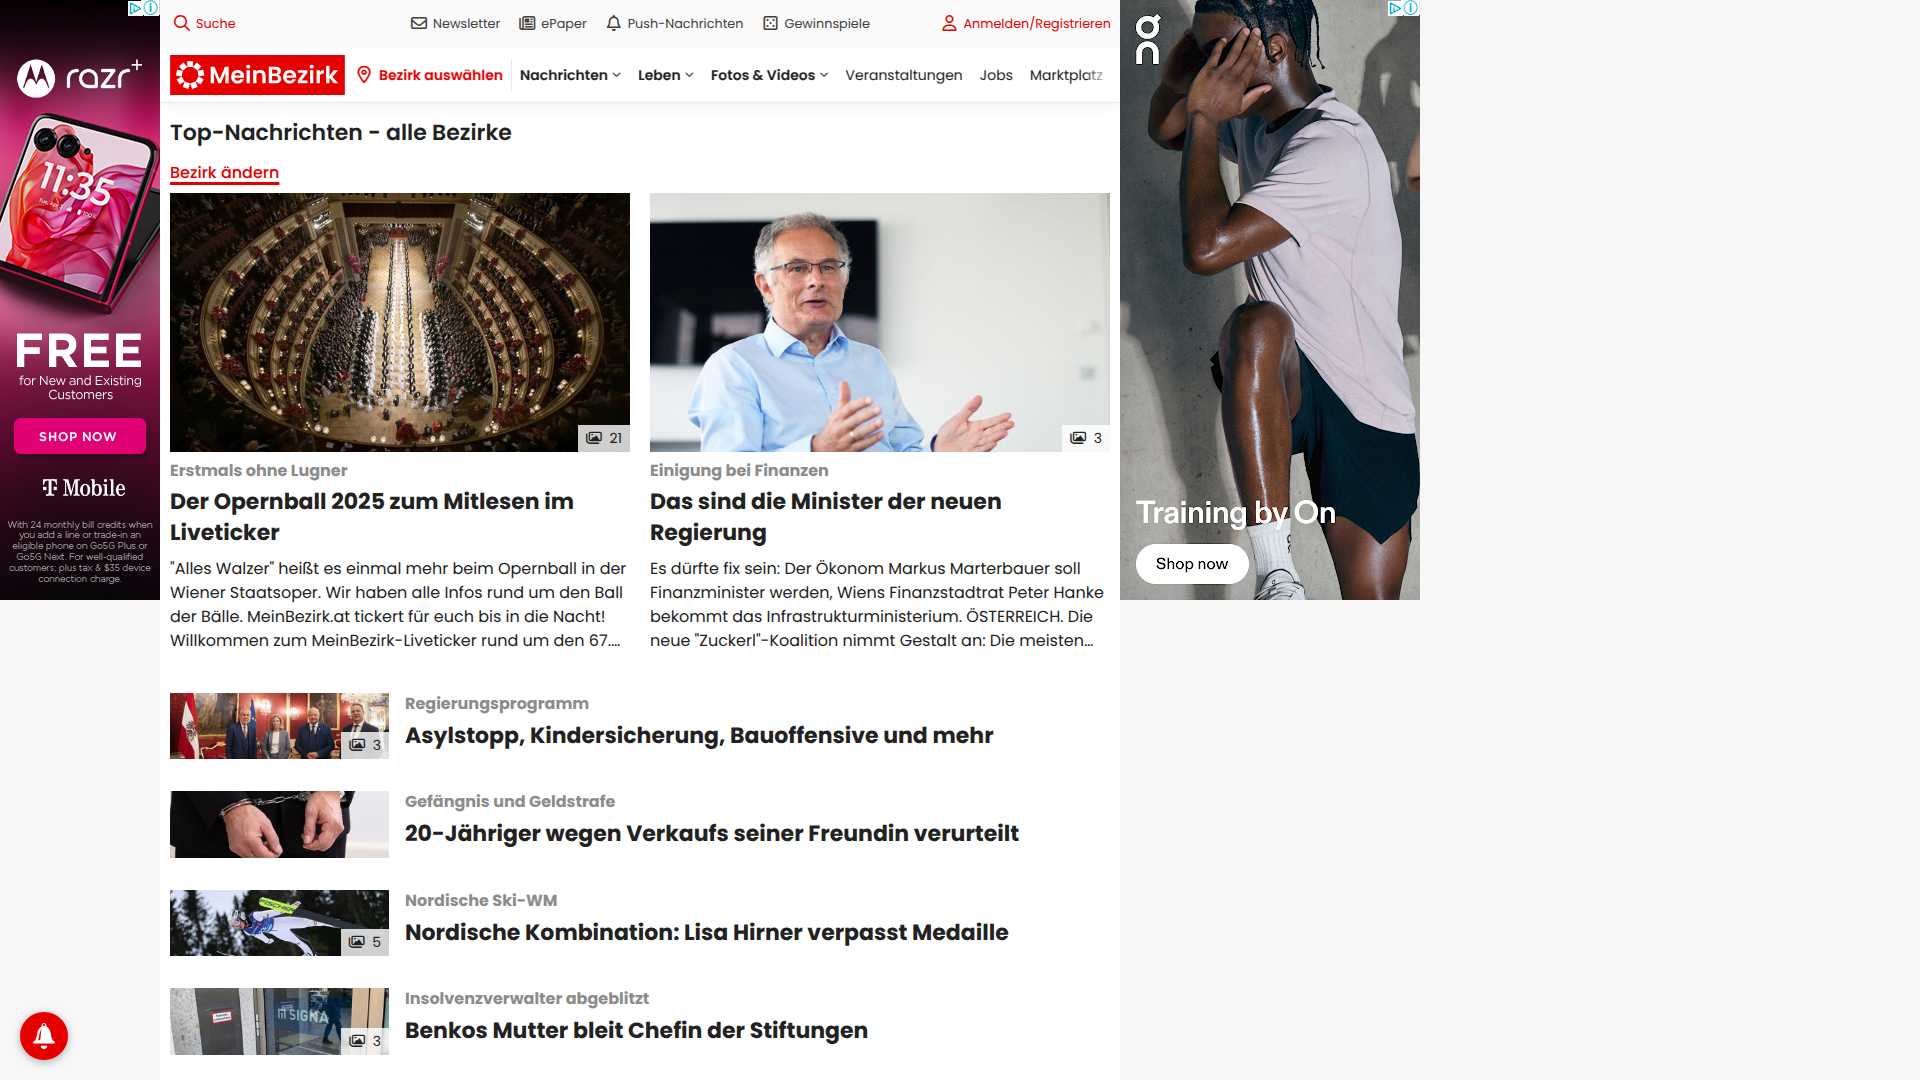 Suche
Newsletter
ePaper
Push-Nachrichten
Gewinnspiele
Anmelden/Registrieren
MeinBezirk
Bezirk auswählen
Nachrichten
Leben
Fotos & Videos
Veranstaltungen
Jobs
Marktplatz
razr+
11:35
FREE
for New and Existing
Customers
SHOP NOW
T Mobile
With 24 monthly bill credits when
you add a line or trade-in an
eligible phone on Go5G Plus or
Go5G Next. For well-qualified
customers; plus tax & $35 device
connection charge.
Top-Nachrichten - alle Bezirke
Bezirk ändern
21
Erstmals ohne Lugner
Der Opernball 2025 zum Mitlesen im
Liveticker
"Alles Walzer" heißt es einmal mehr beim Opernball in der
Wiener Staatsoper. Wir haben alle Infos rund um den Ball
der Bälle. MeinBezirk.at tickert für euch bis in die Nacht!
Willkommen zum MeinBezirk-Liveticker rund um den 67....
3
Einigung bei Finanzen
Das sind die Minister der neuen
Regierung
Es dürfte fix sein: Der Ökonom Markus Marterbauer soll
Finanzminister werden, Wiens Finanzstadtrat Peter Hanke
bekommt das Infrastrukturministerium. ÖSTERREICH. Die
neue "Zuckerl"-Koalition nimmt Gestalt an: Die meisten...
3
Regierungsprogramm
Asylstopp, Kindersicherung, Bauoffensive und mehr
Gefängnis und Geldstrafe
20-Jähriger wegen Verkaufs seiner Freundin verurteilt
5
Nordische Ski-WM
Nordische Kombination: Lisa Hirner verpasst Medaille
SIGNA
3
Insolvenzverwalter abgeblitzt
Benkos Mutter bleit Chefin der Stiftungen
On
Training by On
Shop now